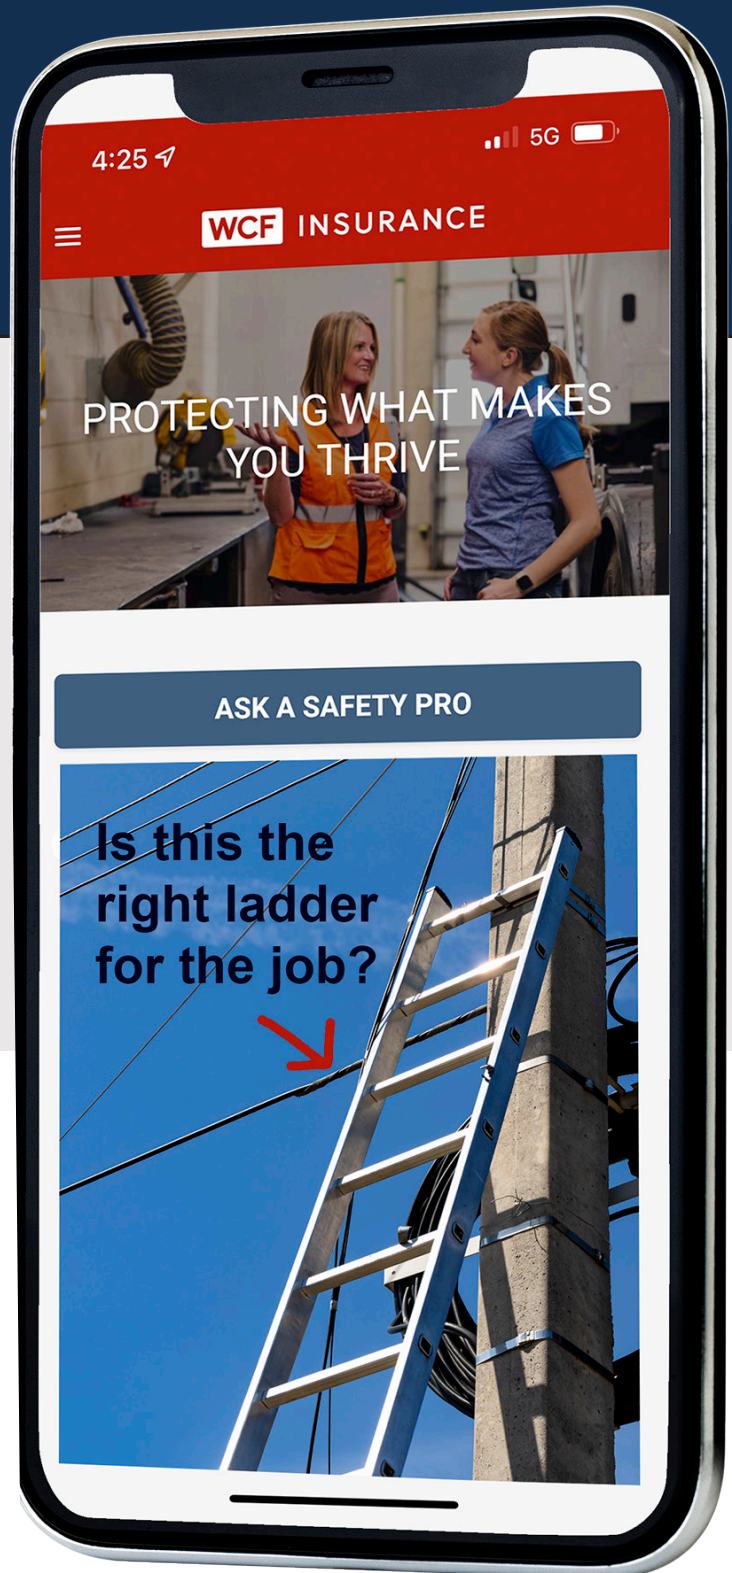 4:25
5G
WCF INSURANCE
PROTECTING WHAT MAKES
YOU THRIVE
ASK A SAFETY PRO
Is this the
right ladder
for the job?